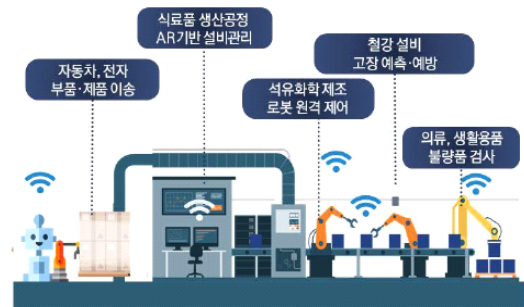 식료품 생산공정
AR기반 설비관리
철강 설비
고장 예측·예방
자동차, 전자
부품·제품 이송
석유화학 제조
로봇 원격 제어
의류, 생활용품
불량품 검사